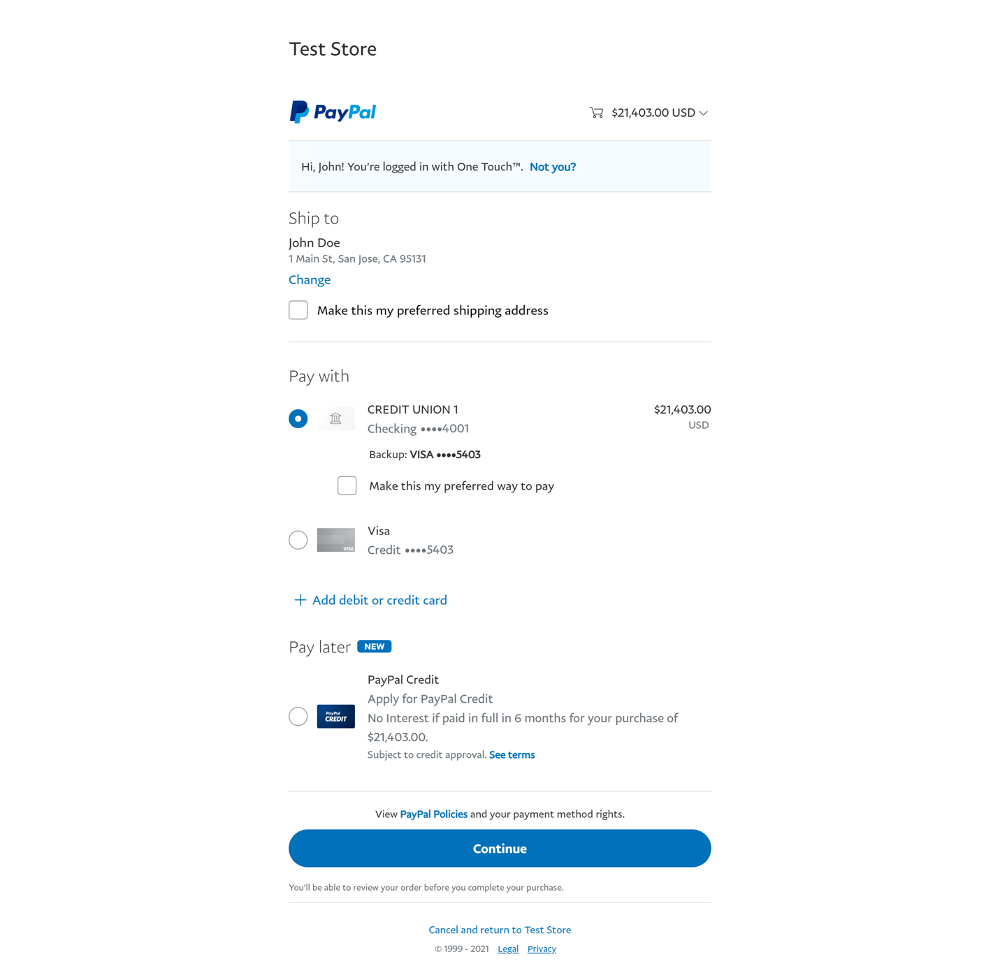 Test Store
PayPal
$21,403.00 USD
Hi, John! You're logged in with One Touch™. Not you?
Ship to
John Doe
1 Main St, San Jose, CA 95131
Change
Make this my preferred shipping address
Pay with
CREDIT UNION 1
$21,403.00
Checking ••••4001
USD
Backup: VISA ••••5403
Make this my preferred way to pay
Visa
VISA
Credit ••••5403
+ Add debit or credit card
Pay later NEW
PayPal Credit
Apply for PayPal Credit
PayPal
CREDIT
No Interest if paid in full in 6 months for your purchase of
$21,403.00.
Subject to credit approval. See terms
View PayPal Policies and your payment method rights.
Continue
You'll be able to review your order before you complete your purchase.
Cancel and return to Test Store
© 1999 - 2021 Legal Privacy